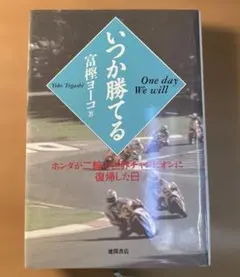 いつか勝てる
One day
We will
富樫ヨーコ 著
Yoko Togashi
ホンダが二輪の世界チャンピオンに
復帰した日
徳間書店